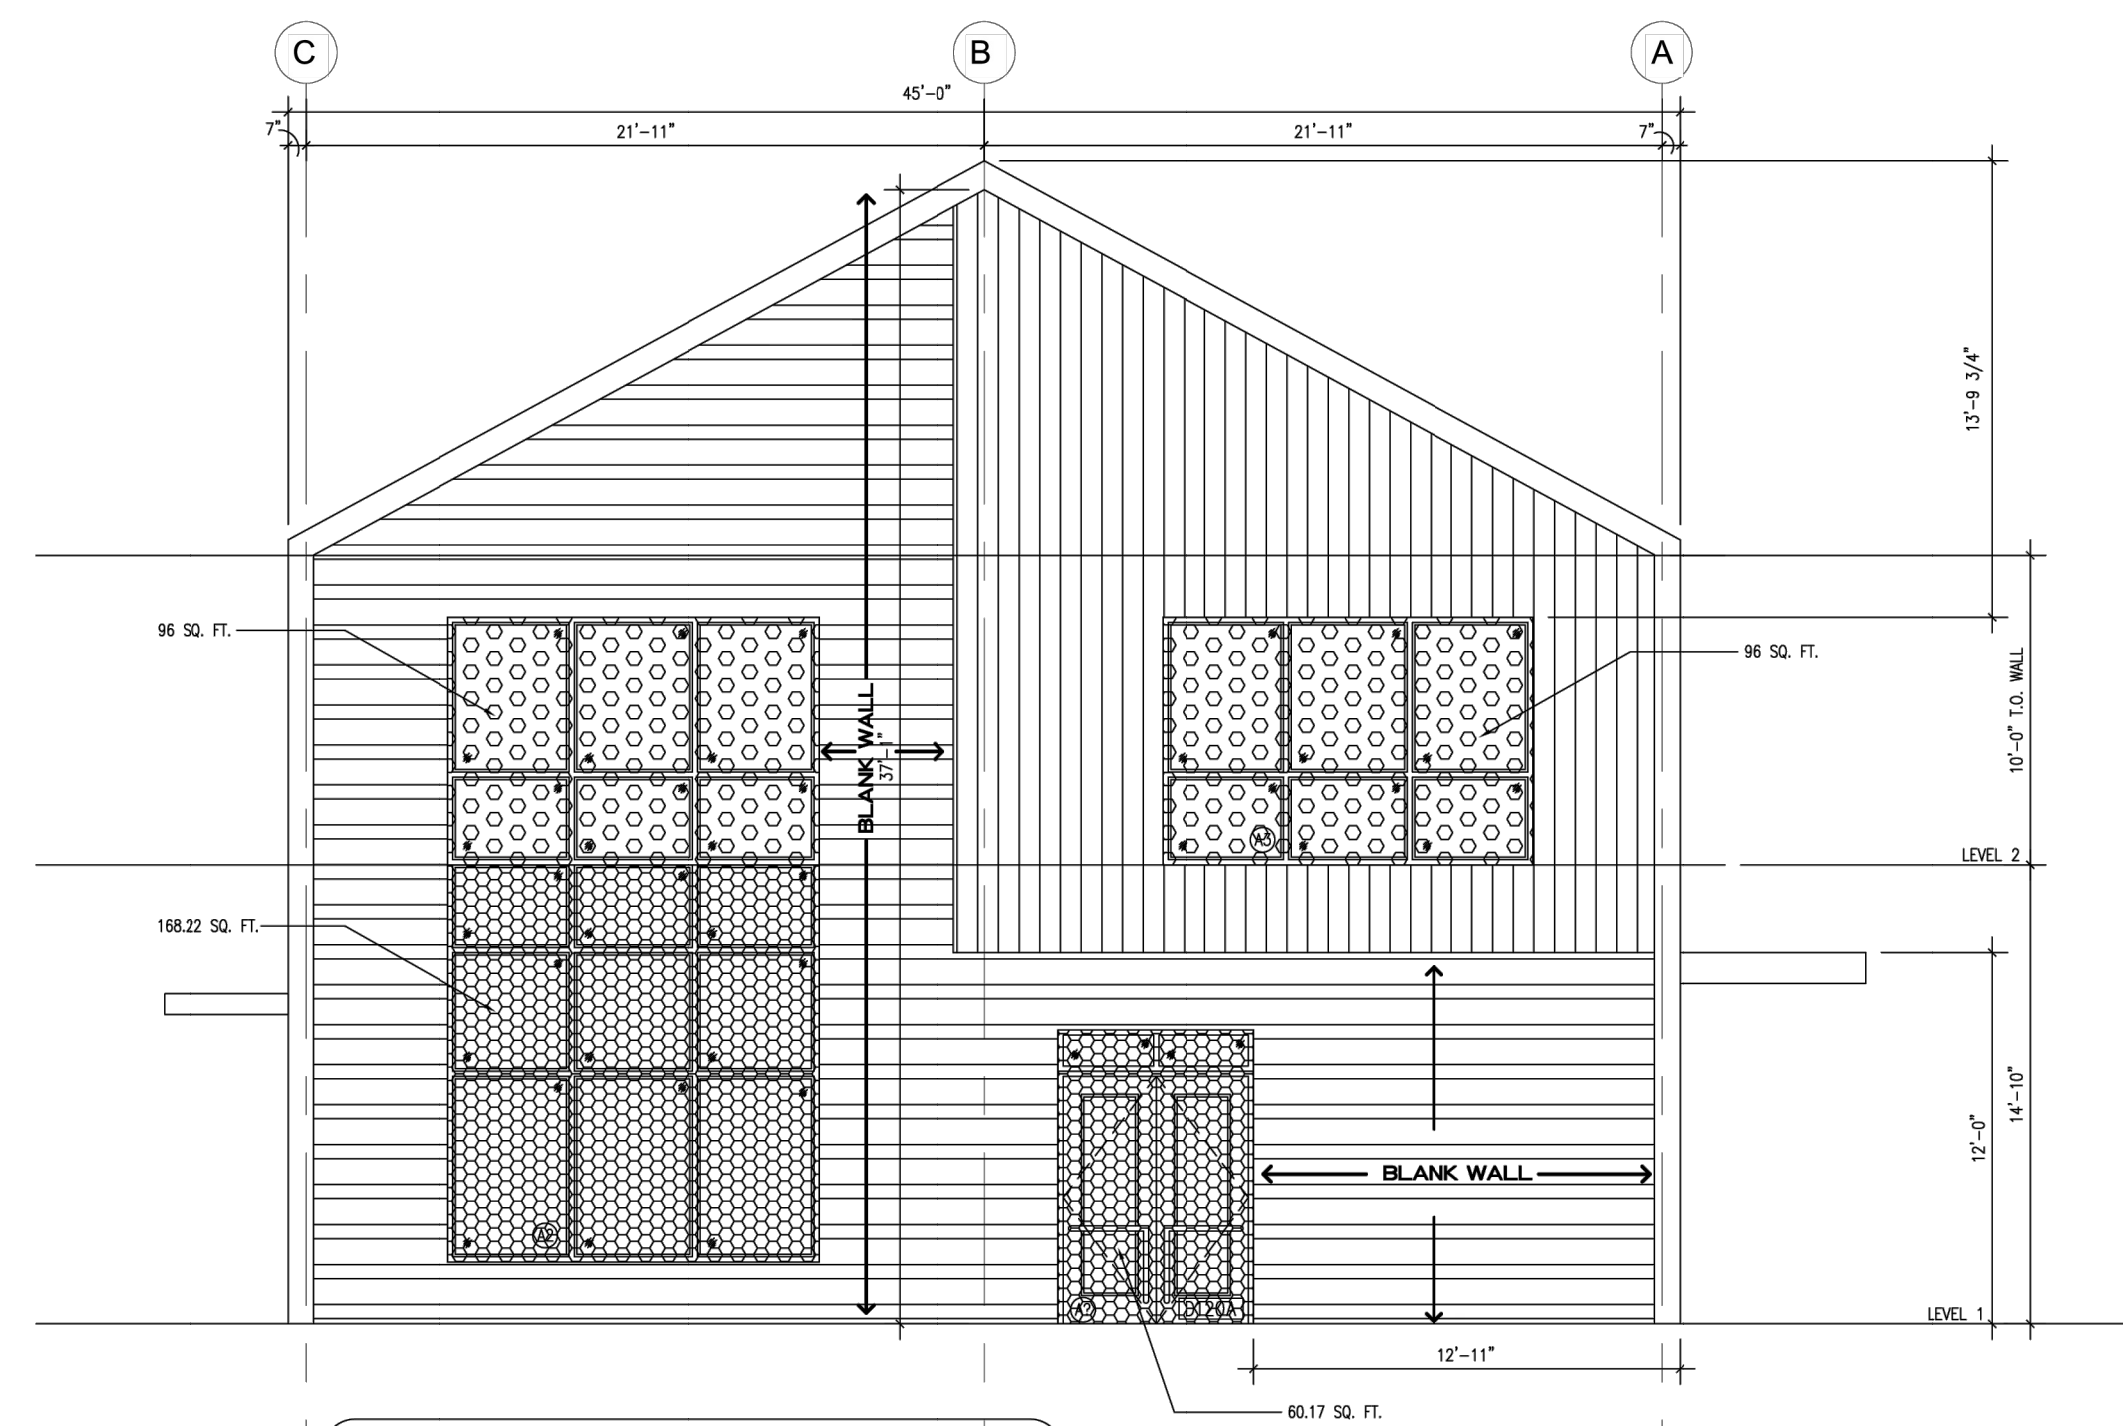 C
B
A
45'-0"
7"
21'-11"
21'-11"
7"
13'-9 3/4"
96 SQ. FT.
96 SQ. FT.
BLANK WALL
37'-1"
10'-0" T.O. WALL
A3
LEVEL 2
168.22 SQ. FT.
14'-10"
12'-0"
BLANK WALL
A2
A?
D120A
LEVEL 1
12'-11"
60.17 SQ. FT.